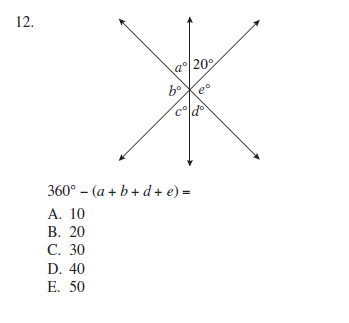 12.
a° 20°
b° e°
c° d°
360° – (a + b + d + e) =
A. 10
B. 20
C. 30
D. 40
E. 50